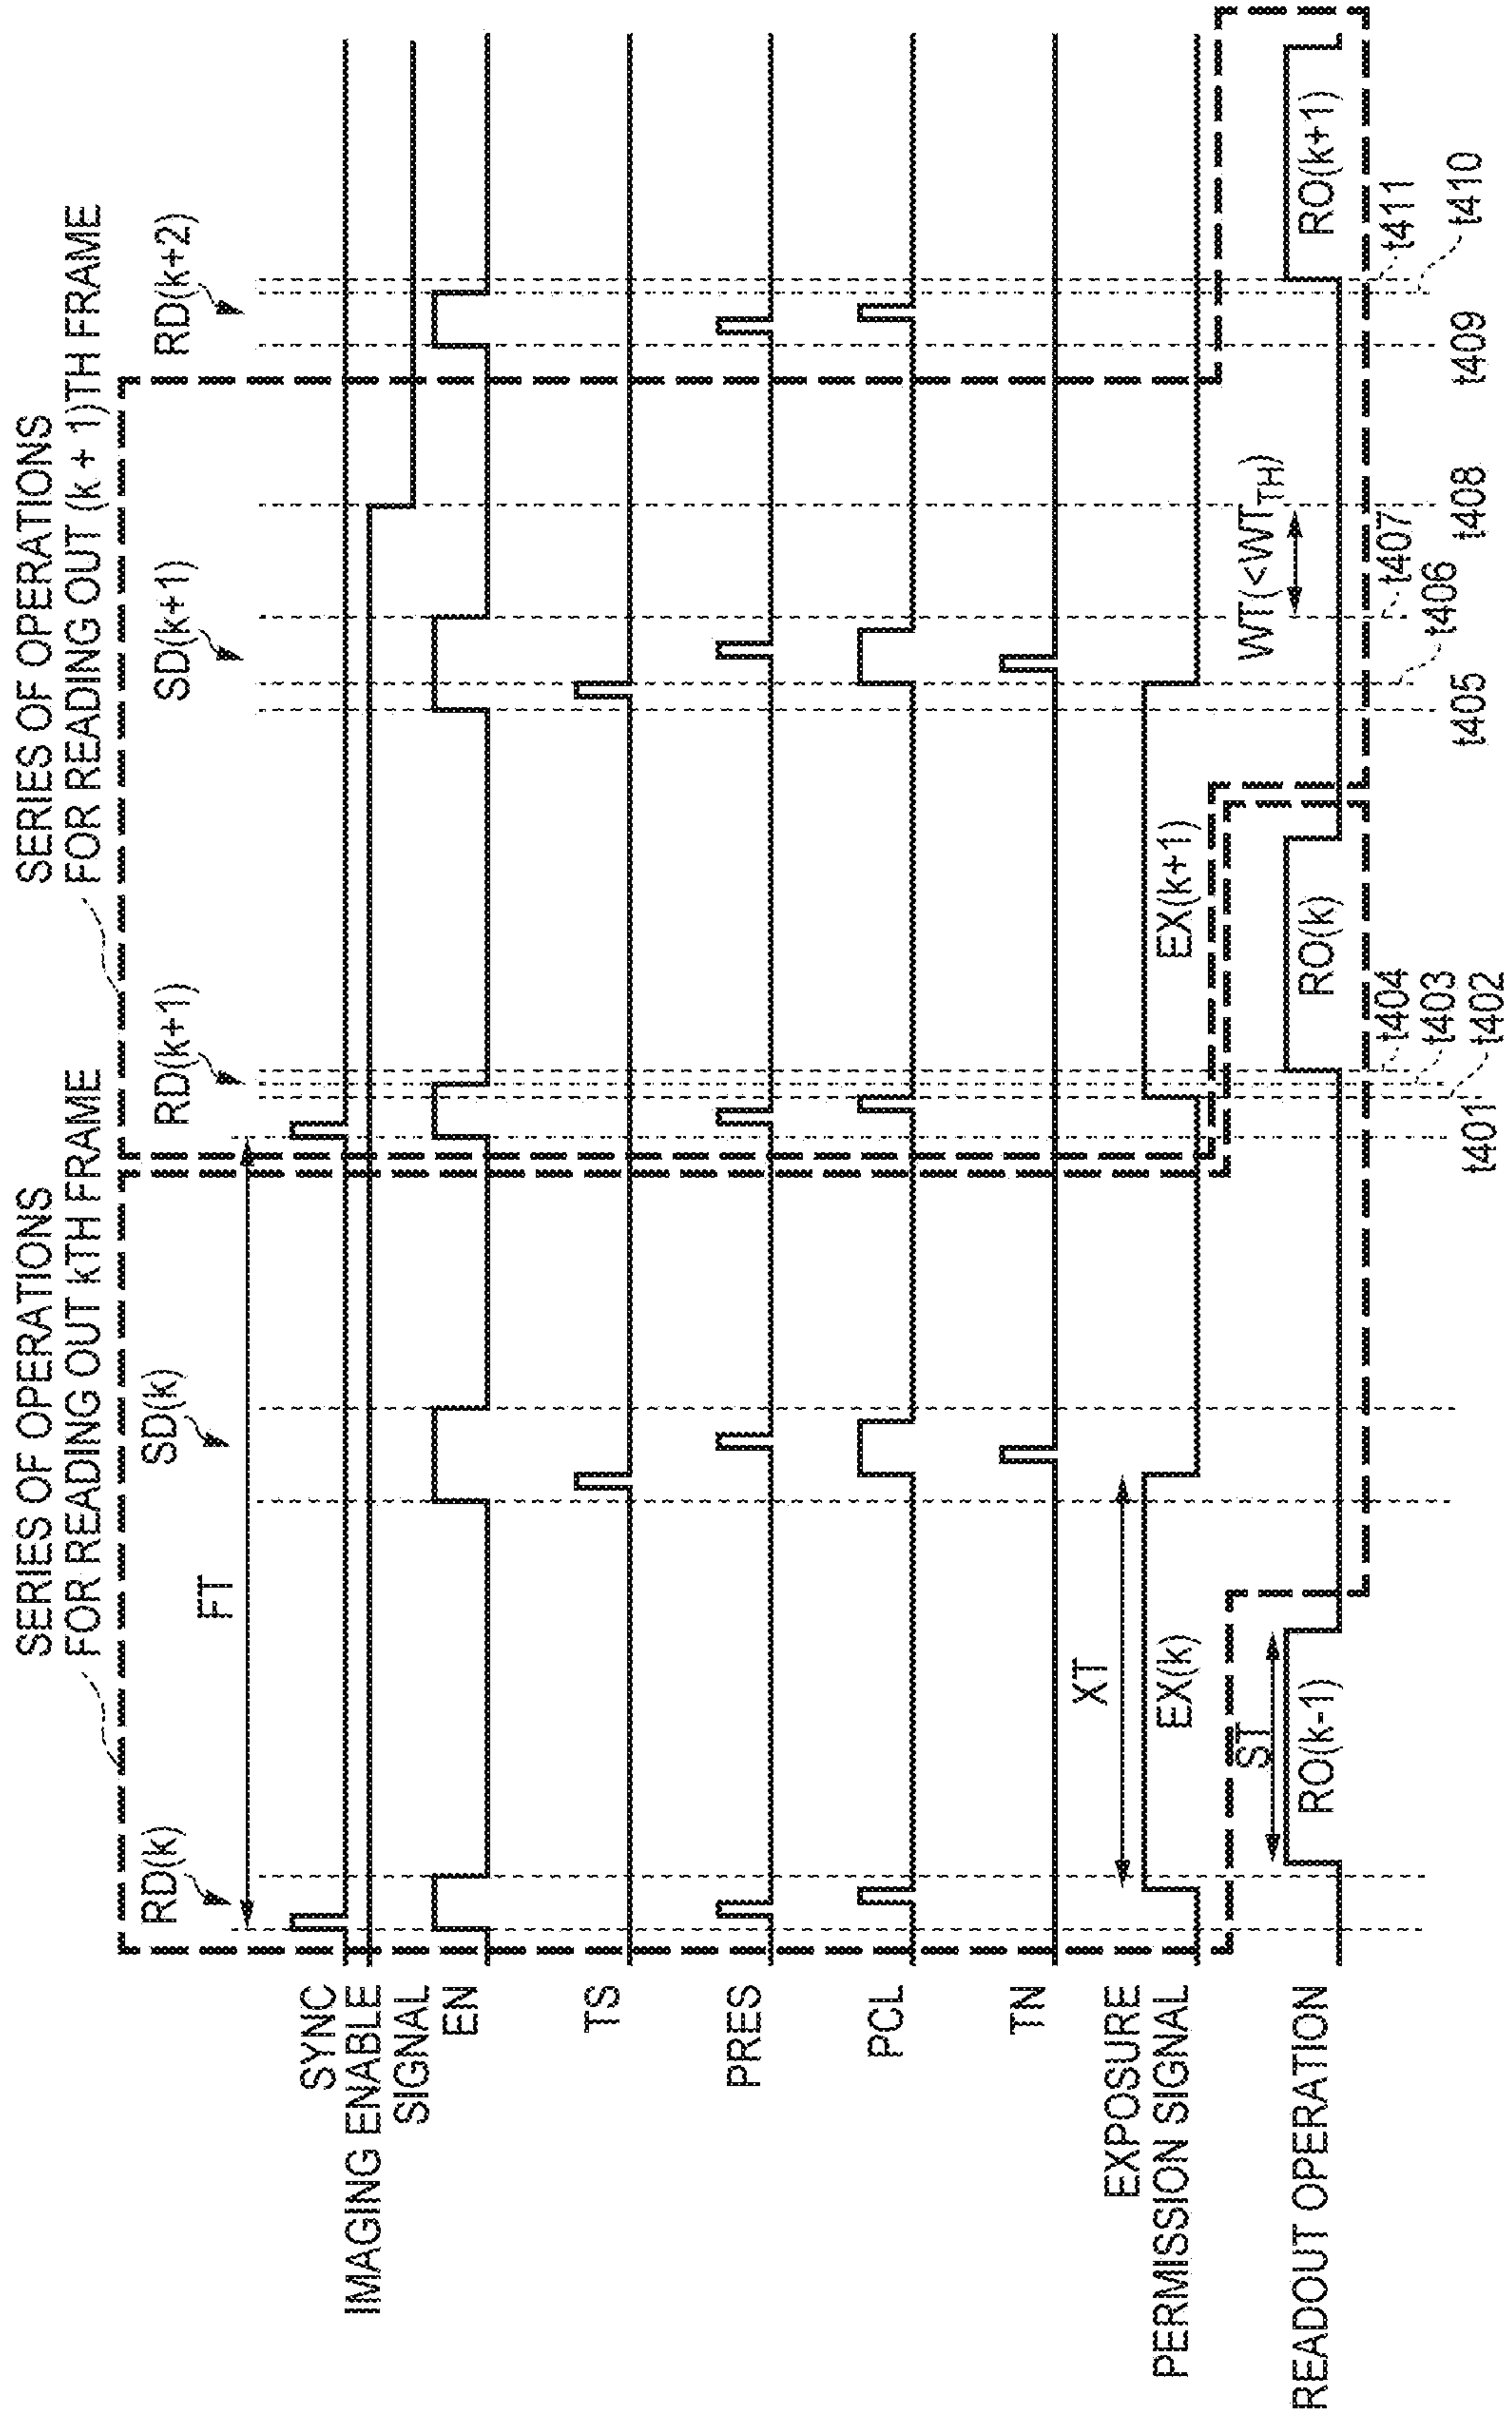 SERIES OF OPERATIONS
FOR READING OUT kTH FRAME
SERIES OF OPERATIONS
FOR READING OUT (k + 1)TH FRAME
RD(k)
SD(k)
RD(k+1)
SD(k+1)
RD(k+2)
FT
SYNC
IMAGING ENABLE
SIGNAL
EN
TS
PRES
PCL
TN
XT
EXPOSURE
PERMISSION SIGNAL
EX(k)
EX(k+1)
ST
WT(<WTTH)
READOUT OPERATION
RO(k-1)
RO(k)
RO(k+1)
t401
t402
t403
t404
t405
t406
t407
t408
t409
t410
t411